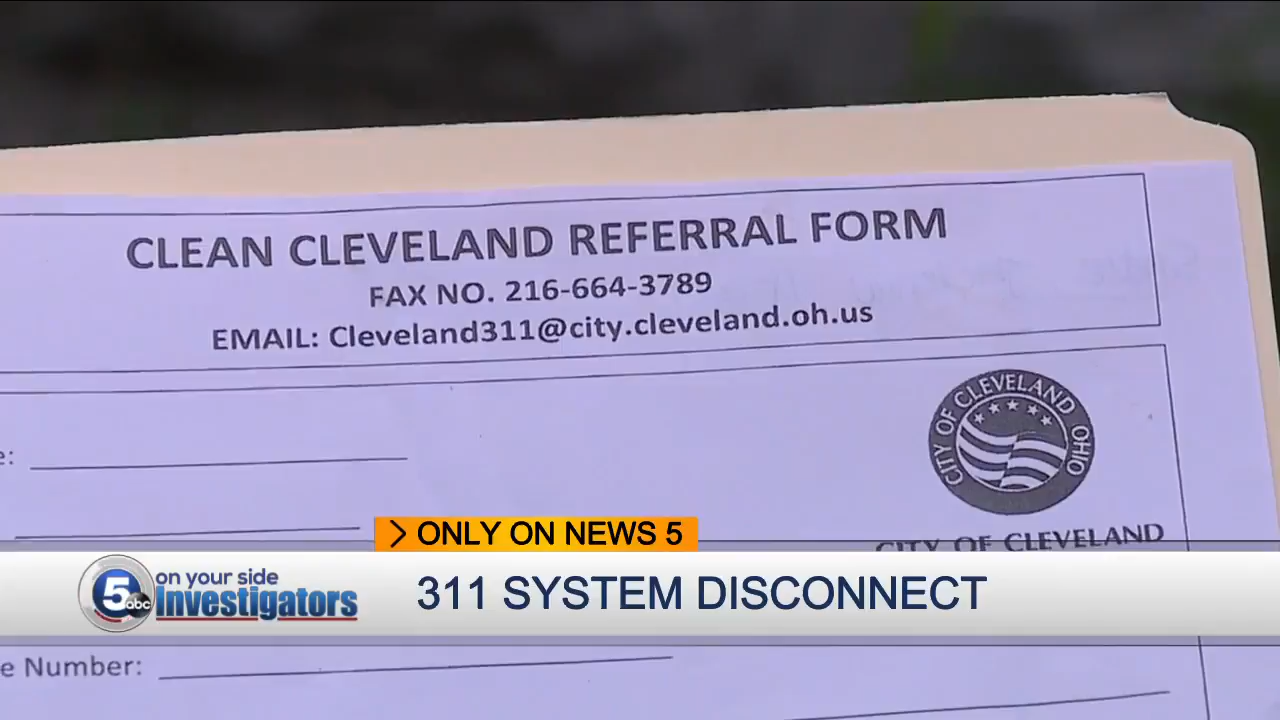 CLEAN CLEVELAND REFERRAL FORM
FAX NO. 216-664-3789
EMAIL: Cleveland311@city.cleveland.oh.us
CITY OF CLEVELAND OHIO
e:
CITY OF CLEVELAND
> ONLY ON NEWS 5
5 abc on your side Investigators
311 SYSTEM DISCONNECT
e Number: